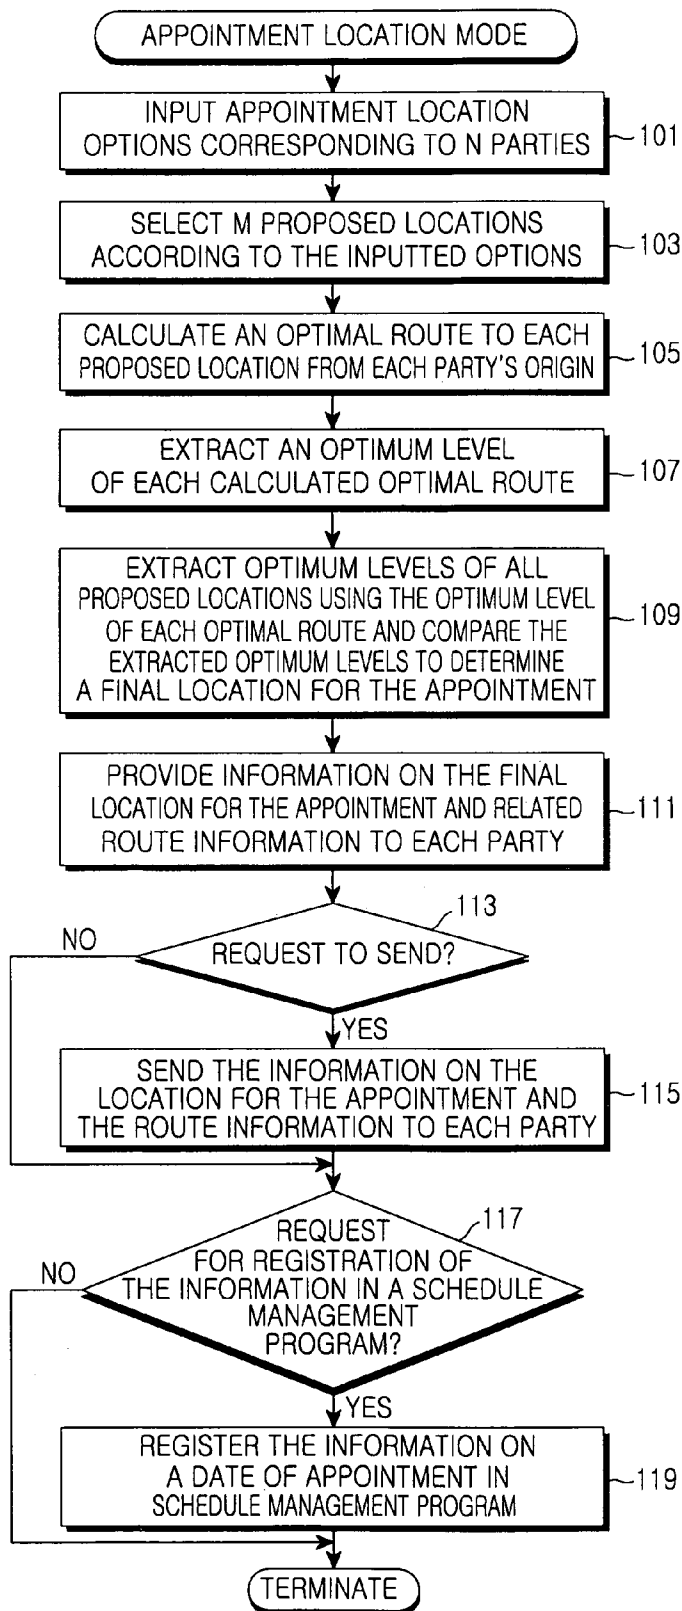 APPOINTMENT LOCATION MODE
INPUT APPOINTMENT LOCATION
OPTIONS CORRESPONDING TO N PARTIES
101
SELECT M PROPOSED LOCATIONS
ACCORDING TO THE INPUTTED OPTIONS
103
CALCULATE AN OPTIMAL ROUTE TO EACH
PROPOSED LOCATION FROM EACH PARTY'S ORIGIN
105
EXTRACT AN OPTIMUM LEVEL
OF EACH CALCULATED OPTIMAL ROUTE
107
EXTRACT OPTIMUM LEVELS OF ALL
PROPOSED LOCATIONS USING THE OPTIMUM LEVEL
OF EACH OPTIMAL ROUTE AND COMPARE THE
EXTRACTED OPTIMUM LEVELS TO DETERMINE
A FINAL LOCATION FOR THE APPOINTMENT
109
PROVIDE INFORMATION ON THE FINAL
LOCATION FOR THE APPOINTMENT AND RELATED
ROUTE INFORMATION TO EACH PARTY
111
113
NO
REQUEST TO SEND?
YES
SEND THE INFORMATION ON THE
LOCATION FOR THE APPOINTMENT AND
THE ROUTE INFORMATION TO EACH PARTY
115
117
REQUEST
FOR REGISTRATION OF
THE INFORMATION IN A SCHEDULE
MANAGEMENT
PROGRAM?
NO
YES
REGISTER THE INFORMATION ON
A DATE OF APPOINTMENT IN
SCHEDULE MANAGEMENT PROGRAM
119
TERMINATE